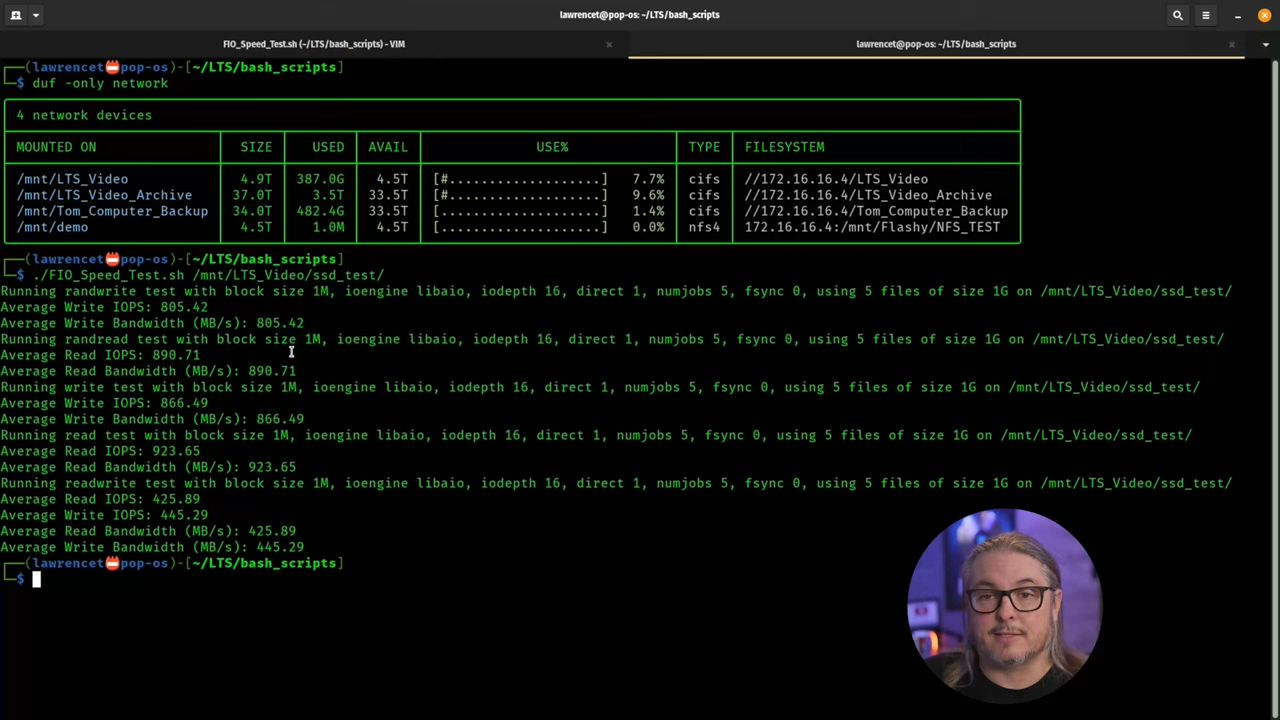 lawrencet@pop-os: ~/LTS/bash_scripts
FIO_Speed_Test.sh (~/LTS/bash_scripts) - VIM
lawrencet@pop-os: ~/LTS/bash_scripts
┌──(lawrencet📛pop-os)-[~/LTS/bash_scripts]
└─$ duf -only network
4 network devices
MOUNTED ON SIZE USED AVAIL USE% TYPE FILESYSTEM
/mnt/LTS_Video 4.9T 387.0G 4.5T [#...................] 7.7% cifs //172.16.16.4/LTS_Video
/mnt/LTS_Video_Archive 37.0T 3.5T 33.5T [#...................] 9.6% cifs //172.16.16.4/LTS_Video_Archive
/mnt/Tom_Computer_Backup 34.0T 482.4G 33.5T [....................] 1.4% cifs //172.16.16.4/Tom_Computer_Backup
/mnt/demo 4.5T 1.0M 4.5T [....................] 0.0% nfs4 172.16.16.4:/mnt/Flashy/NFS_TEST
┌──(lawrencet📛pop-os)-[~/LTS/bash_scripts]
└─$ ./FIO_Speed_Test.sh /mnt/LTS_Video/ssd_test/
Running randwrite test with block size 1M, ioengine libaio, iodepth 16, direct 1, numjobs 5, fsync 0, using 5 files of size 1G on /mnt/LTS_Video/ssd_test/
Average Write IOPS: 805.42
Average Write Bandwidth (MB/s): 805.42
Running randread test with block size 1M, ioengine libaio, iodepth 16, direct 1, numjobs 5, fsync 0, using 5 files of size 1G on /mnt/LTS_Video/ssd_test/
Average Read IOPS: 890.71
Average Read Bandwidth (MB/s): 890.71
Running write test with block size 1M, ioengine libaio, iodepth 16, direct 1, numjobs 5, fsync 0, using 5 files of size 1G on /mnt/LTS_Video/ssd_test/
Average Write IOPS: 866.49
Average Write Bandwidth (MB/s): 866.49
Running read test with block size 1M, ioengine libaio, iodepth 16, direct 1, numjobs 5, fsync 0, using 5 files of size 1G on /mnt/LTS_Video/ssd_test/
Average Read IOPS: 923.65
Average Read Bandwidth (MB/s): 923.65
Running readwrite test with block size 1M, ioengine libaio, iodepth 16, direct 1, numjobs 5, fsync 0, using 5 files of size 1G on /mnt/LTS_Video/ssd_test/
Average Read IOPS: 425.89
Average Write IOPS: 445.29
Average Read Bandwidth (MB/s): 425.89
Average Write Bandwidth (MB/s): 445.29
┌──(lawrencet📛pop-os)-[~/LTS/bash_scripts]
└─$